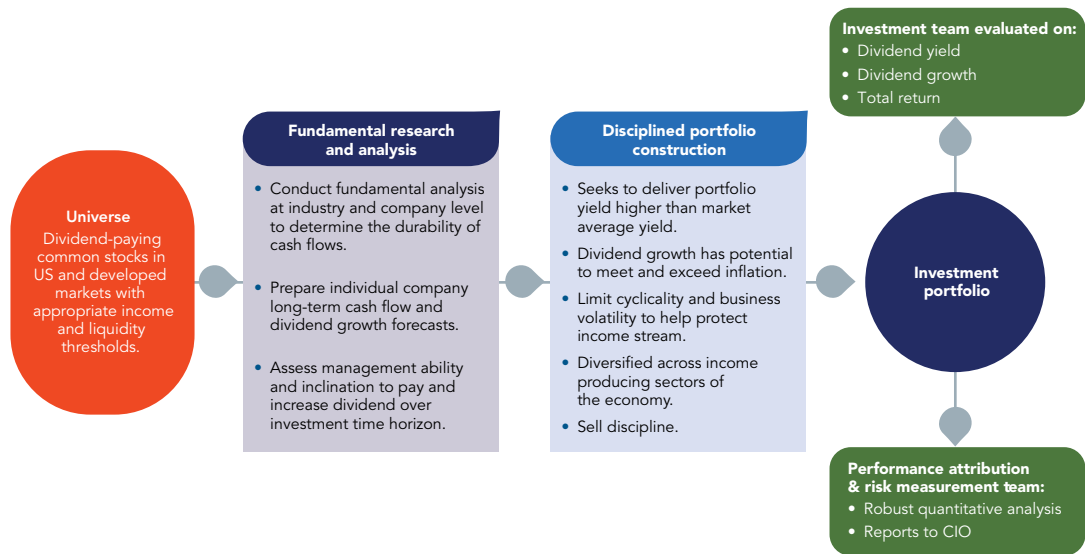 Universe
Dividend-paying
common stocks in
US and developed
markets with
appropriate income
and liquidity
thresholds.
Fundamental research
and analysis
• Conduct fundamental analysis
at industry and company level
to determine the durability of
cash flows.
• Prepare individual company
long-term cash flow and
dividend growth forecasts.
• Assess management ability
and inclination to pay and
increase dividend over
investment time horizon.
Disciplined portfolio
construction
• Seeks to deliver portfolio
yield higher than market
average yield.
• Dividend growth has potential
to meet and exceed inflation.
• Limit cyclicality and business
volatility to help protect
income stream.
• Diversified across income
producing sectors of
the economy.
• Sell discipline.
Investment team evaluated on:
• Dividend yield
• Dividend growth
• Total return
Investment
portfolio
Performance attribution
& risk measurement team:
• Robust quantitative analysis
• Reports to CIO